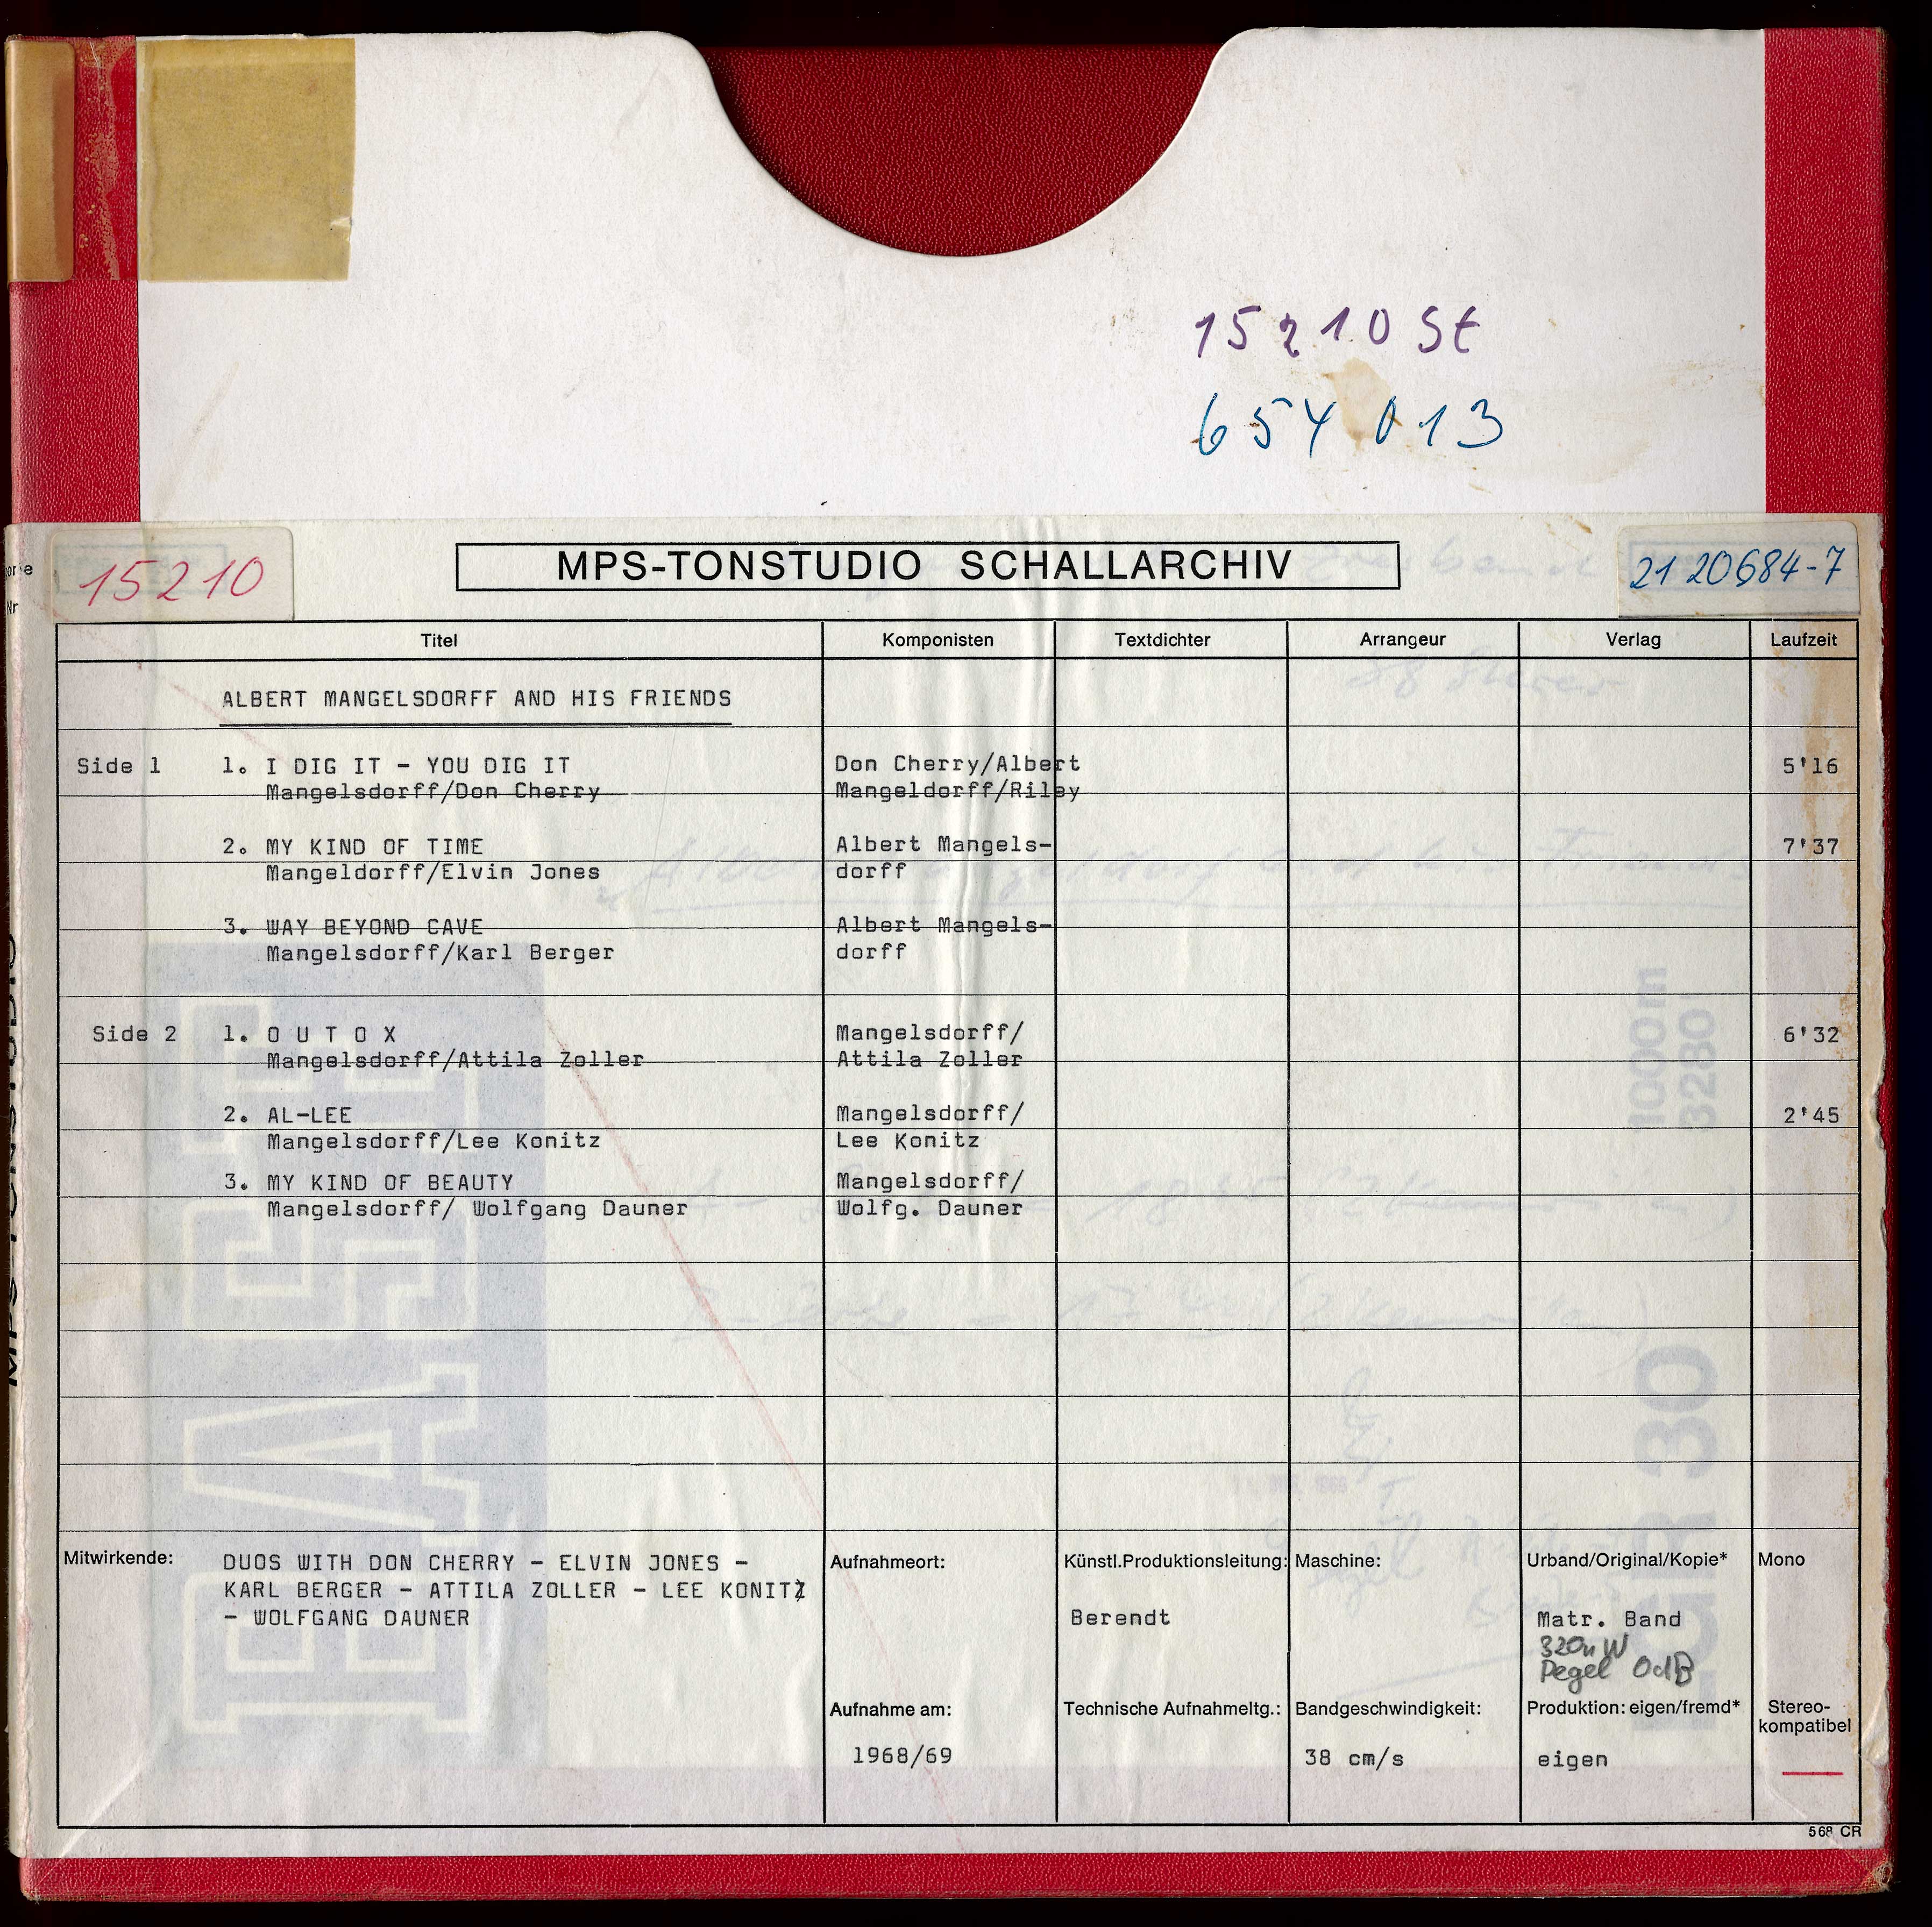 15210 St
654 013
15210
MPS-TONSTUDIO SCHALLARCHIV
21 20684-7
Nr
Titel Komponisten Textdichter Arrangeur Verlag Laufzeit
ALBERT MANGELSDORFF AND HIS FRIENDS
Side 1 1. I DIG IT - YOU DIG IT Don Cherry/Albert 5'16
Mangelsdorff/Don Cherry Mangeldorff/Riley
2. MY KIND OF TIME Albert Mangels- 7'37
Mangeldorff/Elvin Jones dorff
3. WAY BEYOND CAVE Albert Mangels-
Mangelsdorff/Karl Berger dorff
Side 2 1. O U T O X Mangelsdorff/ 6'32
Mangelsdorff/Attila Zoller Attila Zoller
2. AL-LEE Mangelsdorff/ 2'45
Mangelsdorff/Lee Konitz Lee Konitz
3. MY KIND OF BEAUTY Mangelsdorff/
Mangelsdorff/ Wolfgang Dauner Wolfg. Dauner
1000 m
3280'
LGR 30
Mitwirkende: DUOS WITH DON CHERRY - ELVIN JONES -
KARL BERGER - ATTILA ZOLLER - LEE KONITZ
- WOLFGANG DAUNER
Aufnahmeort: Künstl.Produktionsleitung: Maschine: Urband/Original/Kopie* Mono
Berendt Matr. Band
320n W
Pegel 0dB
Aufnahme am: Technische Aufnahmeltg.: Bandgeschwindigkeit: Produktion: eigen/fremd* Stereo-
kompatibel
1968/69 38 cm/s eigen
568 CR